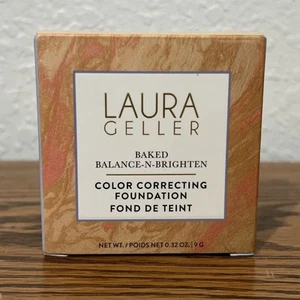 LAURA
GELLER
BAKED
BALANCE-N-BRIGHTEN
COLOR CORRECTING
FOUNDATION
FOND DE TEINT
NET WT. / POIDS NET 0.32 OZ. | 9 G